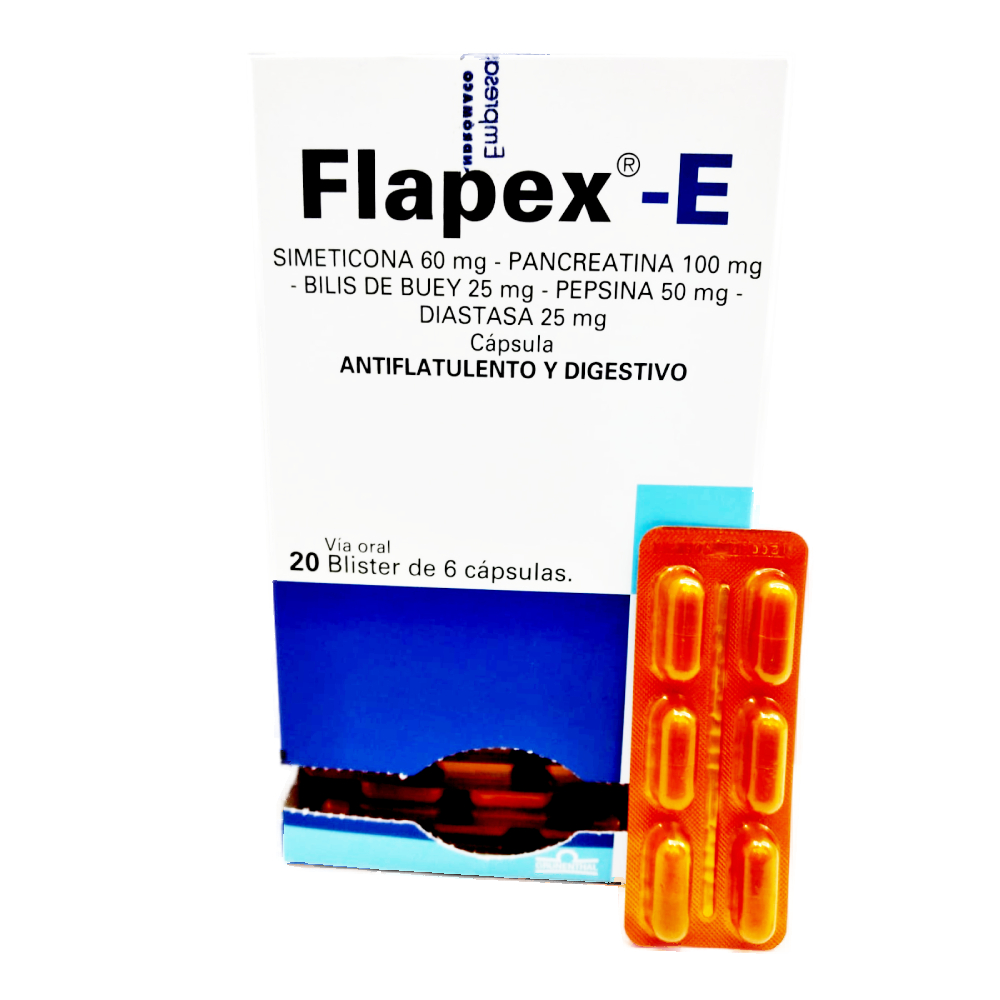 Empresa
Flapex® -E
SIMETICONA 60 mg - PANCREATINA 100 mg
- BILIS DE BUEY 25 mg - PEPSINA 50 mg -
DIASTASA 25 mg
Cápsula
ANTIFLATULENTO Y DIGESTIVO
Vía oral
20 Blister de 6 cápsulas.